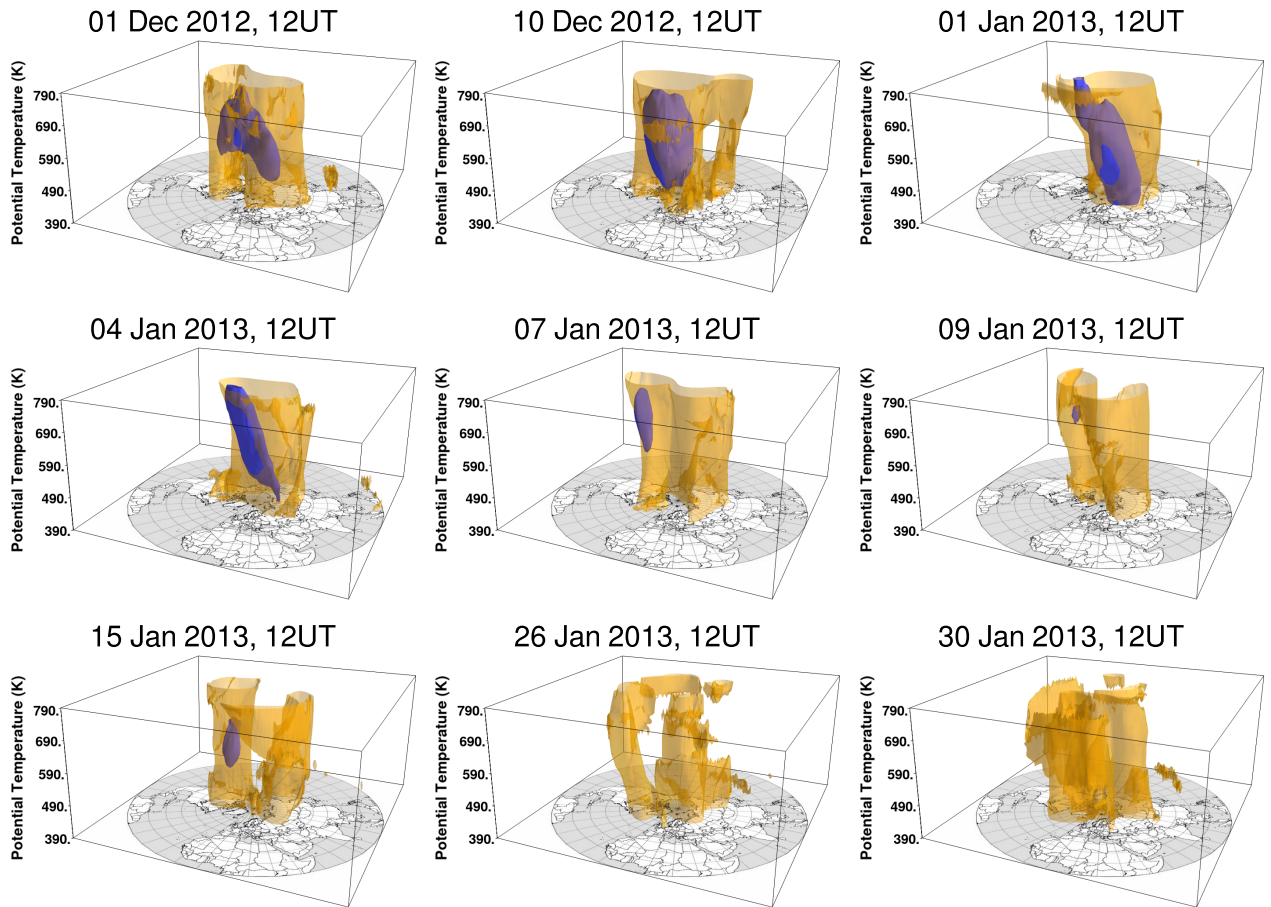 01 Dec 2012, 12UT
10 Dec 2012, 12UT
01 Jan 2013, 12UT
Potential Temperature (K)
790.
690.
590.
490.
390.
Potential Temperature (K)
790.
690.
590.
490.
390.
Potential Temperature (K)
790.
690.
590.
490.
390.
04 Jan 2013, 12UT
07 Jan 2013, 12UT
09 Jan 2013, 12UT
Potential Temperature (K)
790.
690.
590.
490.
390.
Potential Temperature (K)
790.
690.
590.
490.
390.
Potential Temperature (K)
790.
690.
590.
490.
390.
15 Jan 2013, 12UT
26 Jan 2013, 12UT
30 Jan 2013, 12UT
Potential Temperature (K)
790.
690.
590.
490.
390.
Potential Temperature (K)
790.
690.
590.
490.
390.
Potential Temperature (K)
790.
690.
590.
490.
390.